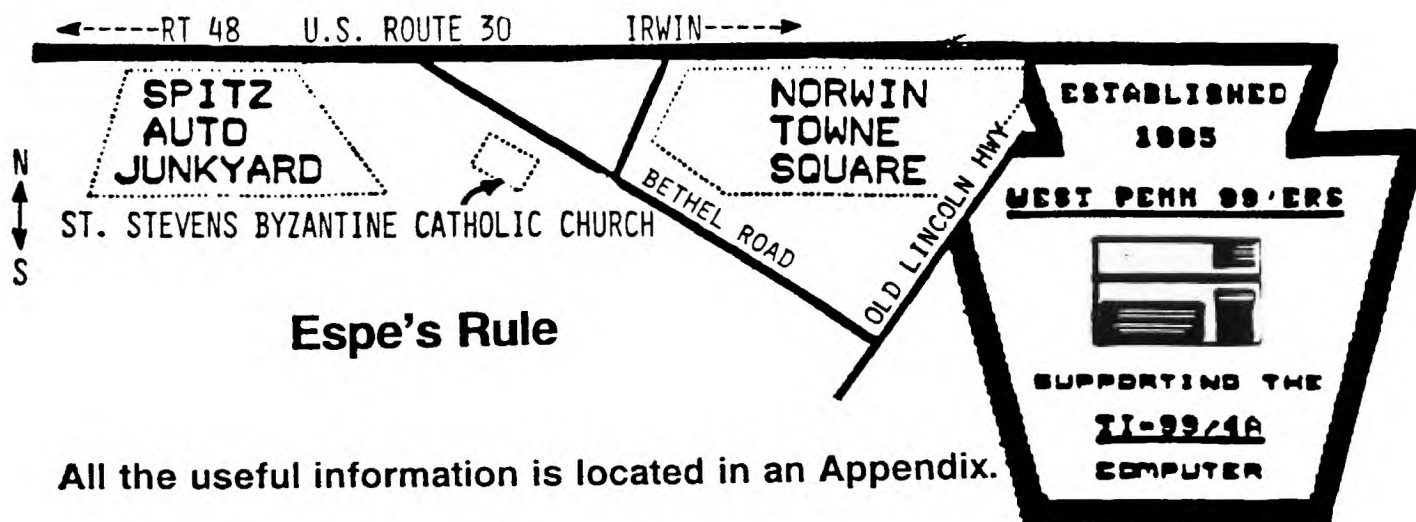 ◄-----RT 48 U.S. ROUTE 30 IRWIN-----►
SPITZ
AUTO
JUNKYARD
NORWIN
TOWNE
SQUARE
N
S
ST. STEVENS BYZANTINE CATHOLIC CHURCH
BETHEL ROAD
OLD LINCOLN HWY
ESTABLISHED
1985
WEST PENN 99'ERS
SUPPORTING THE
TI-99/4A
COMPUTER
Espe's Rule
All the useful information is located in an Appendix.